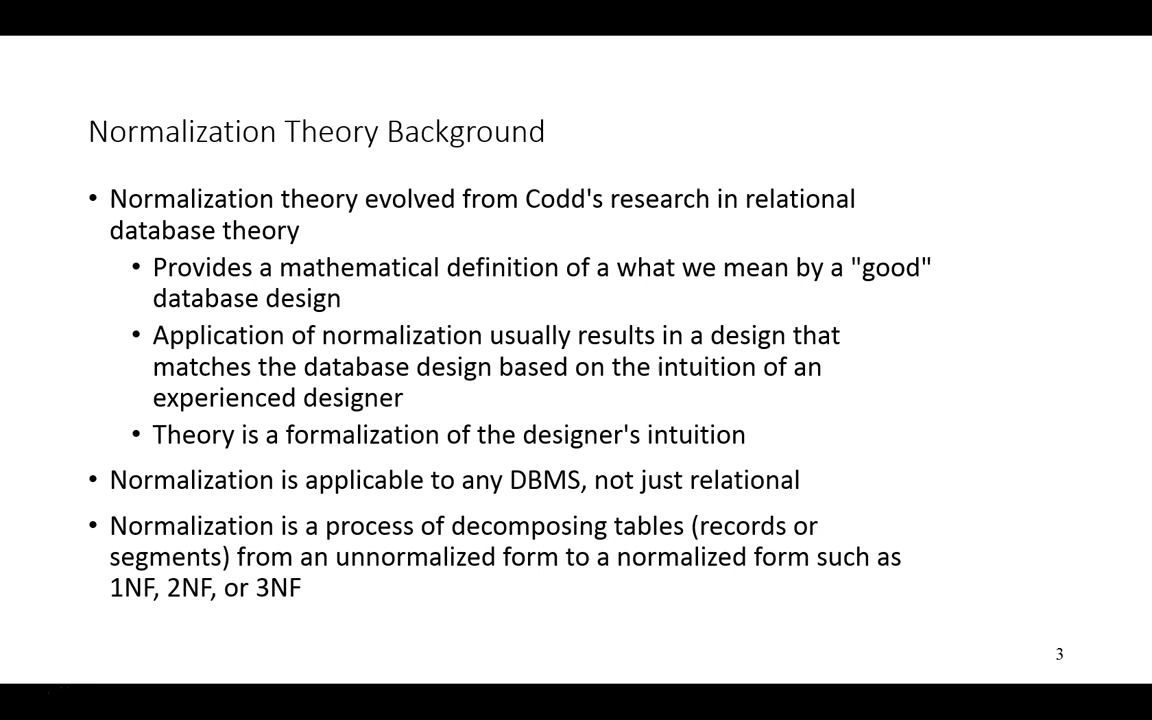 Normalization Theory Background
• Normalization theory evolved from Codd's research in relational
database theory
• Provides a mathematical definition of a what we mean by a "good"
database design
• Application of normalization usually results in a design that
matches the database design based on the intuition of an
experienced designer
• Theory is a formalization of the designer's intuition
• Normalization is applicable to any DBMS, not just relational
• Normalization is a process of decomposing tables (records or
segments) from an unnormalized form to a normalized form such as
1NF, 2NF, or 3NF
3